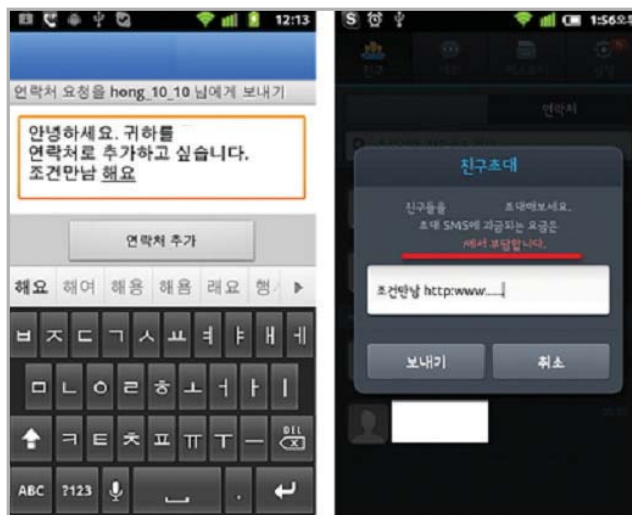 12:13
연락처 요청을 hong_10_10 님에게 보내기
안녕하세요. 귀하를
연락처로 추가하고 싶습니다.
조건만남 해요
연락처 추가
해요 해여 해용 해욤 래요 행
ㅂ ㅈ ㄷ ㄱ ㅅ ㅛ ㅕ ㅑ ㅐ ㅔ
ㅁ ㄴ ㅇ ㄹ ㅎ ㅗ ㅓ ㅏ ㅣ
ㅋ ㅌ ㅊ ㅍ ㅠ ㅜ ㅡ DEL
ABC ?123 .
S 1:56오후
친구
연락처
친구초대
친구들을 초대해보세요.
초대 SMS에 과금되는 요금은
에서 부담합니다.
조건만남 http:www......
보내기 취소